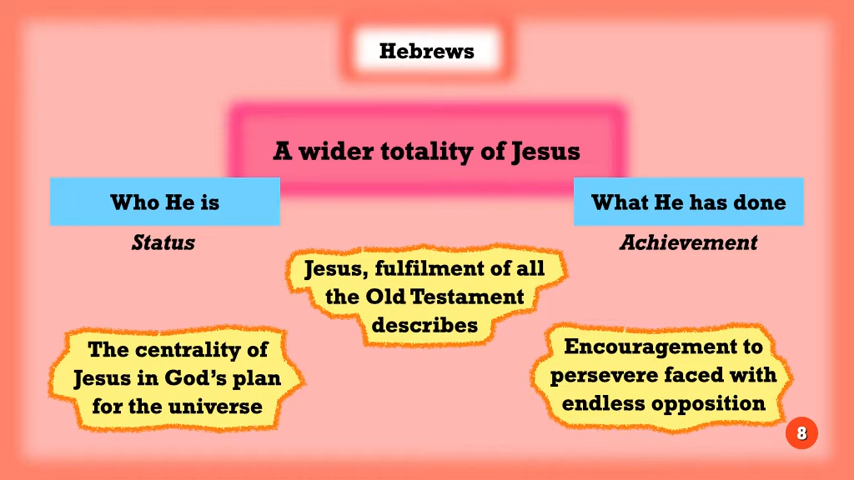 Hebrews
A wider totality of Jesus
Who He is
What He has done
Status
Achievement
Jesus, fulfilment of all
the Old Testament
describes
The centrality of
Jesus in God's plan
for the universe
Encouragement to
persevere faced with
endless opposition
8